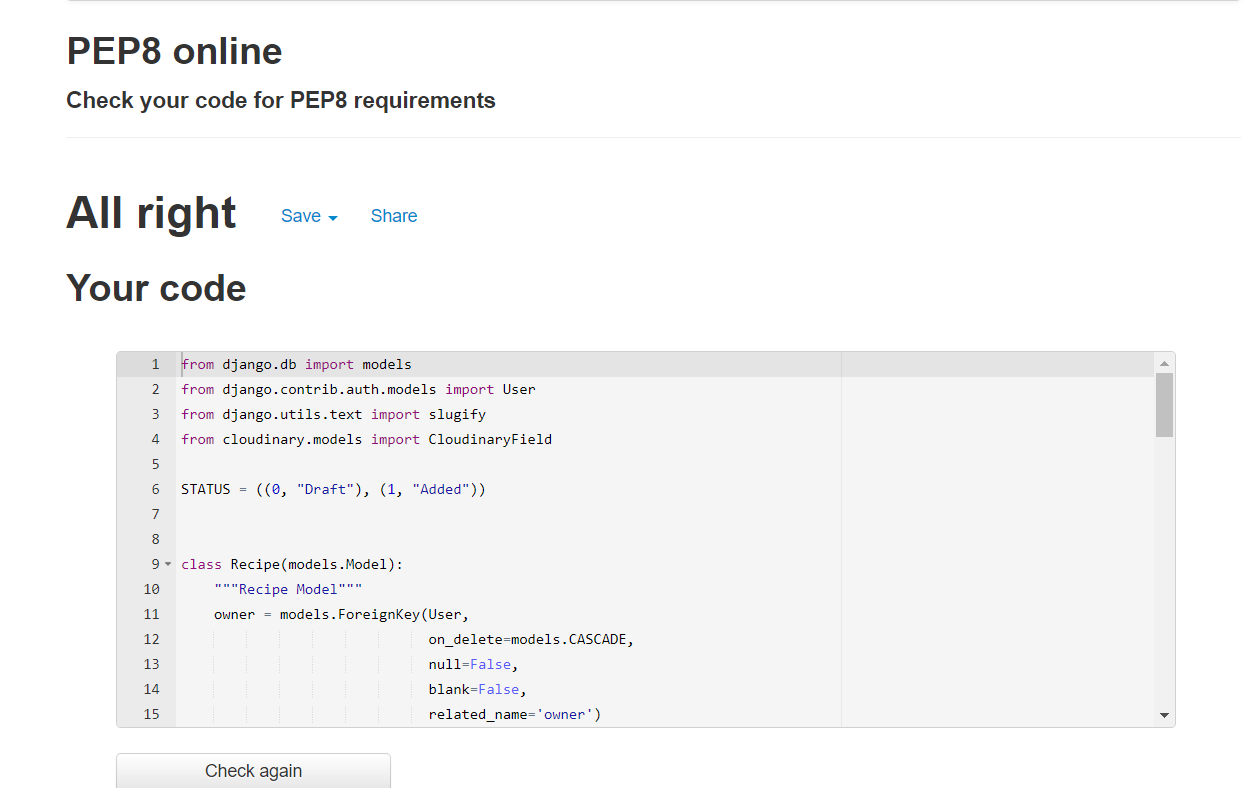 PEP8 online
Check your code for PEP8 requirements
All right Save Share
Your code
1 from django.db import models
2 from django.contrib.auth.models import User
3 from django.utils.text import slugify
4 from cloudinary.models import CloudinaryField
5
6 STATUS = ((0, "Draft"), (1, "Added"))
7
8
9 class Recipe(models.Model):
10     """Recipe Model"""
11     owner = models.ForeignKey(User,
12                               on_delete=models.CASCADE,
13                               null=False,
14                               blank=False,
15                               related_name='owner')
Check again